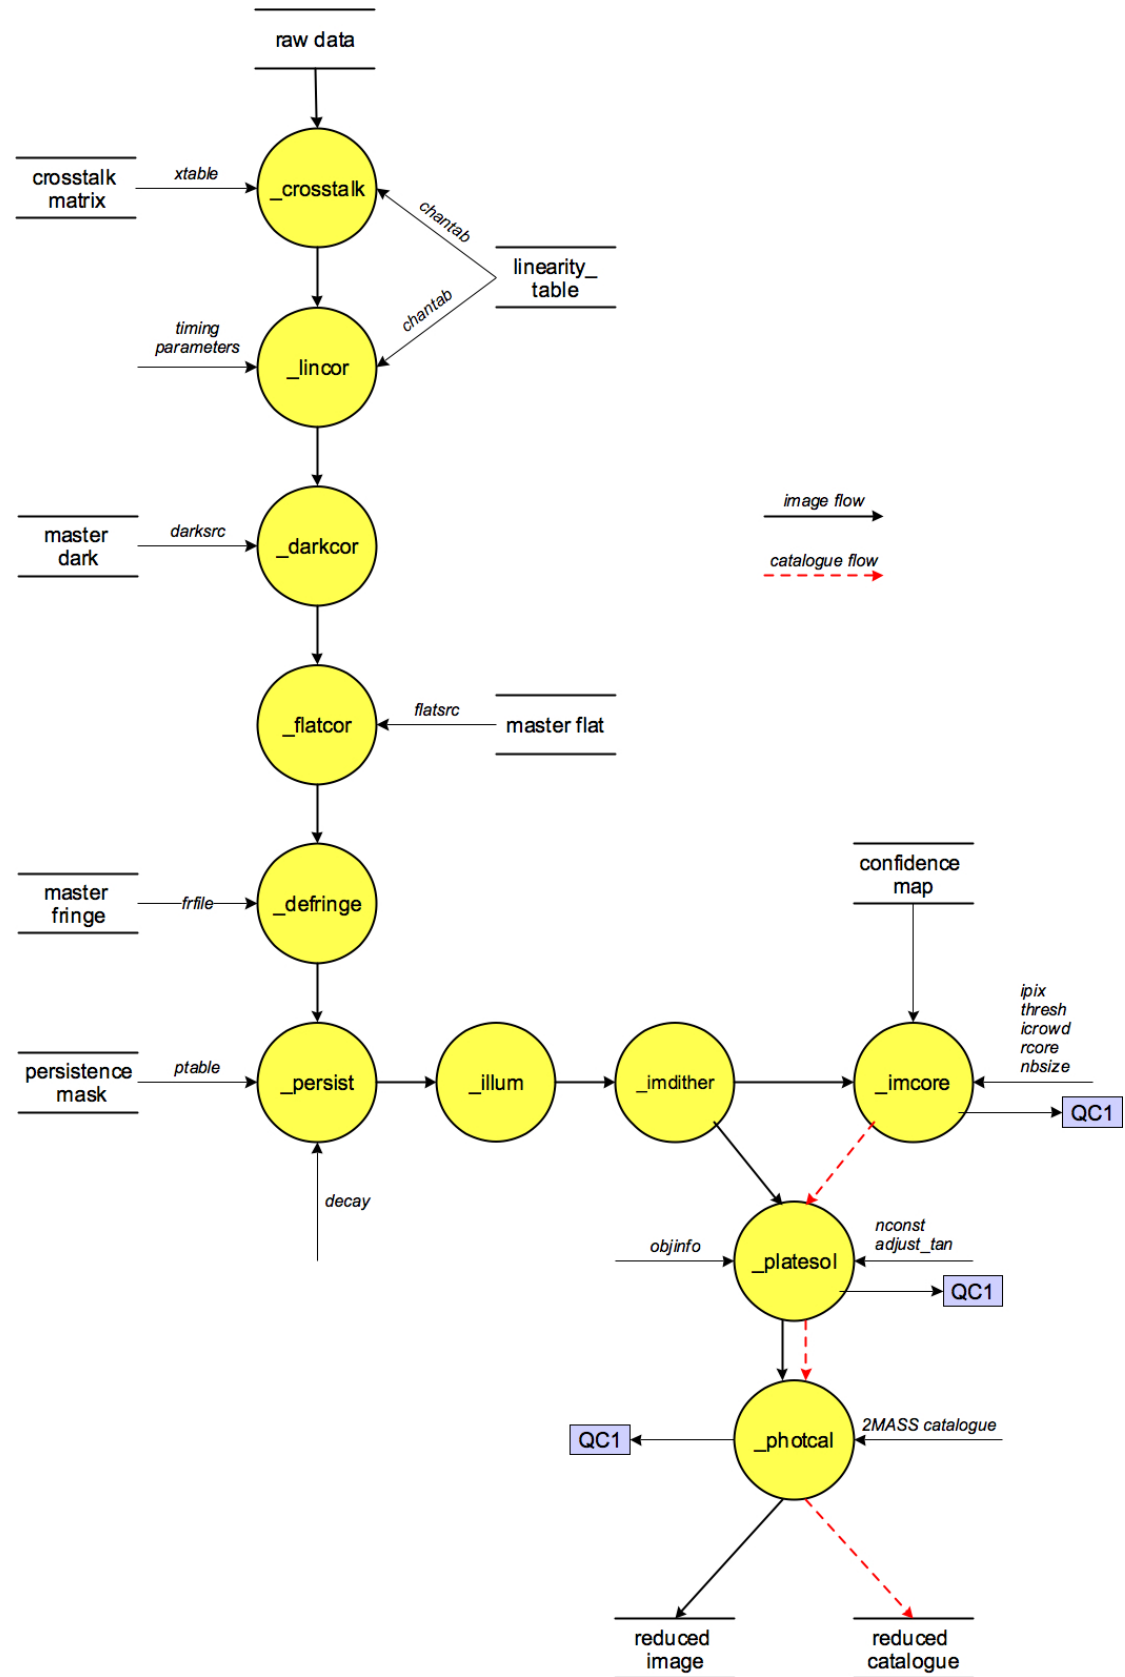 raw data
crosstalk
matrix
xtable
_crosstalk
chantab
linearity_
table
chantab
timing
parameters
_lincor
master
dark
darksrc
_darkcor
image flow
catalogue flow
_flatcor
flatsrc
master flat
master
fringe
frfile
_defringe
confidence
map
persistence
mask
ptable
_persist
_illum
_imdither
_imcore
ipix
thresh
icrowd
rcore
nbsize
QC1
decay
objinfo
_platesol
nconst
adjust_tan
QC1
QC1
_photcal
2MASS catalogue
reduced
image
reduced
catalogue